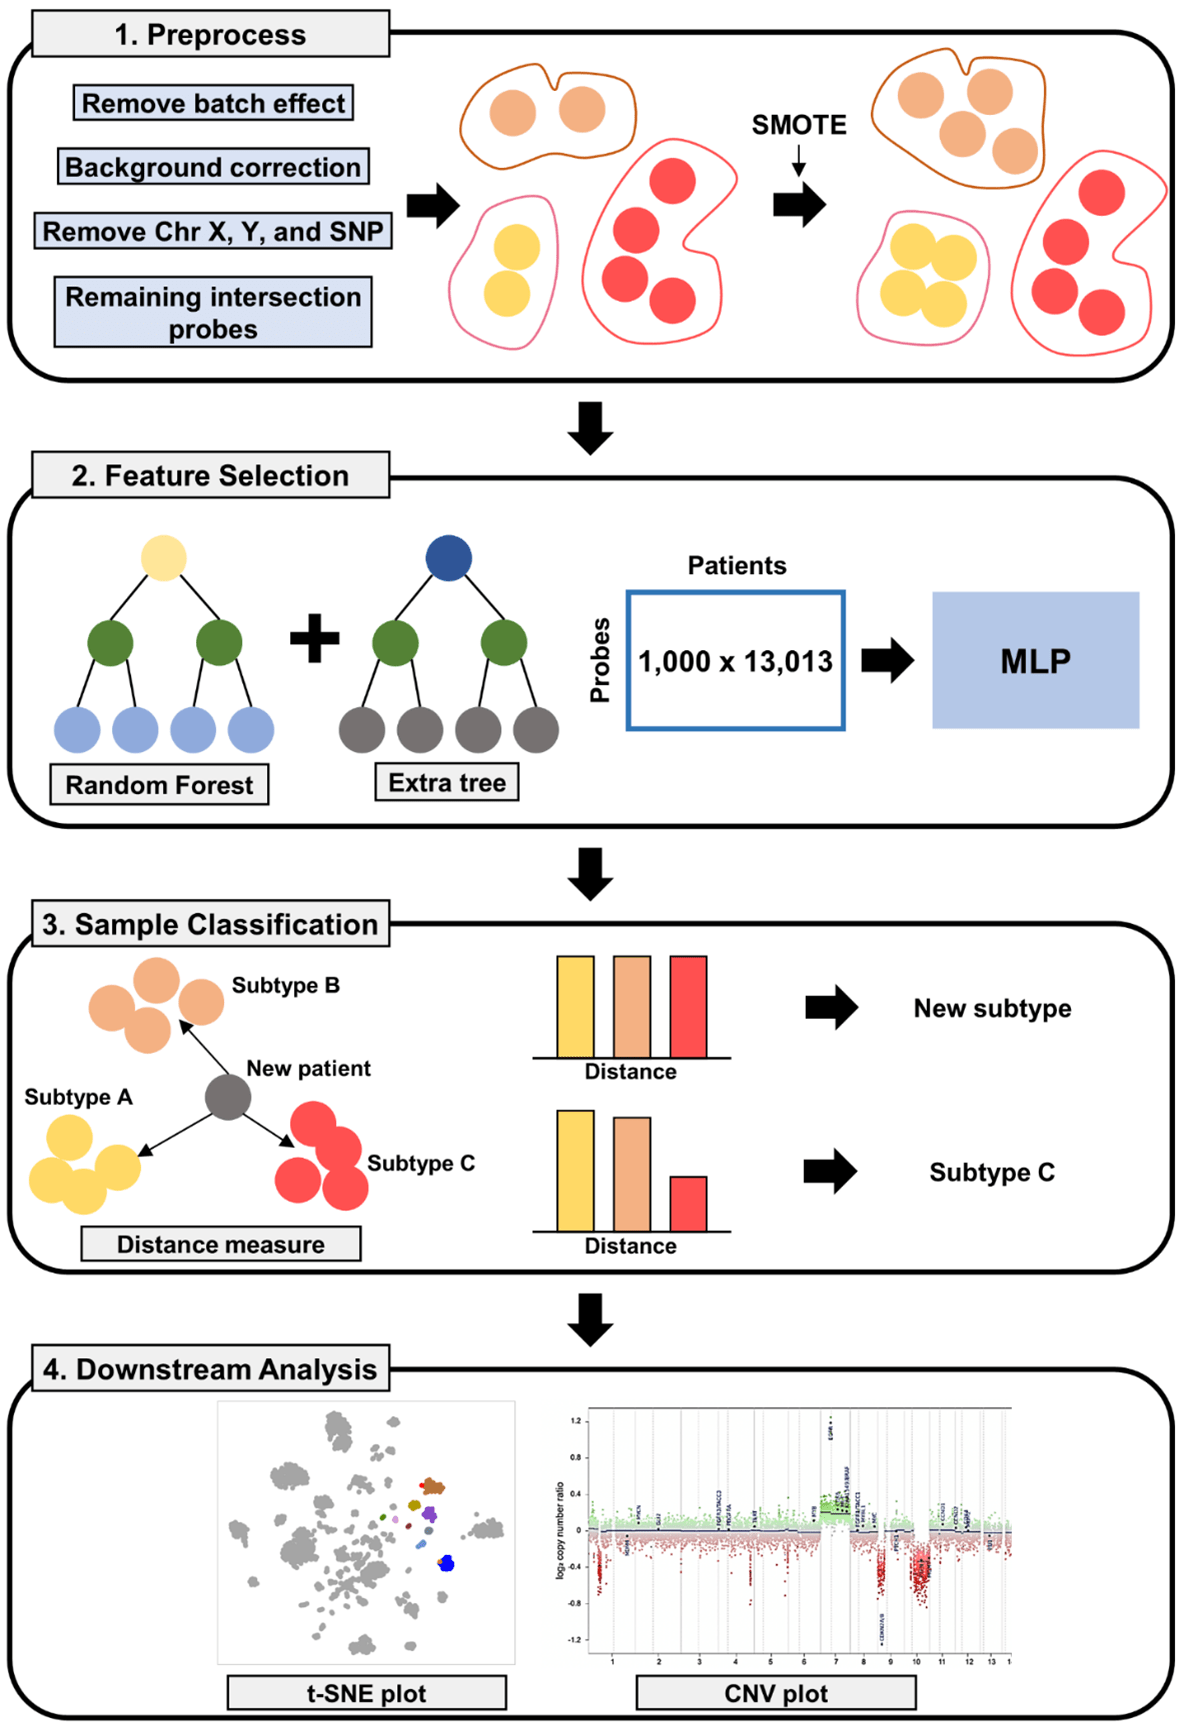 1. Preprocess
Remove batch effect
Background correction
Remove Chr X, Y, and SNP
Remaining intersection
probes
SMOTE
2. Feature Selection
Random Forest
Extra tree
Patients
Probes
1,000 x 13,013
MLP
3. Sample Classification
Subtype B
New patient
Subtype A
Subtype C
Distance measure
Distance
New subtype
Distance
Subtype C
4. Downstream Analysis
t-SNE plot
log₂ copy number ratio
1.2
0.8
0.4
0
-0.4
-0.8
-1.2
EGFR
CDKN2A/B
1 2 3 4 5 6 7 8 9 10 11 12 13
CNV plot